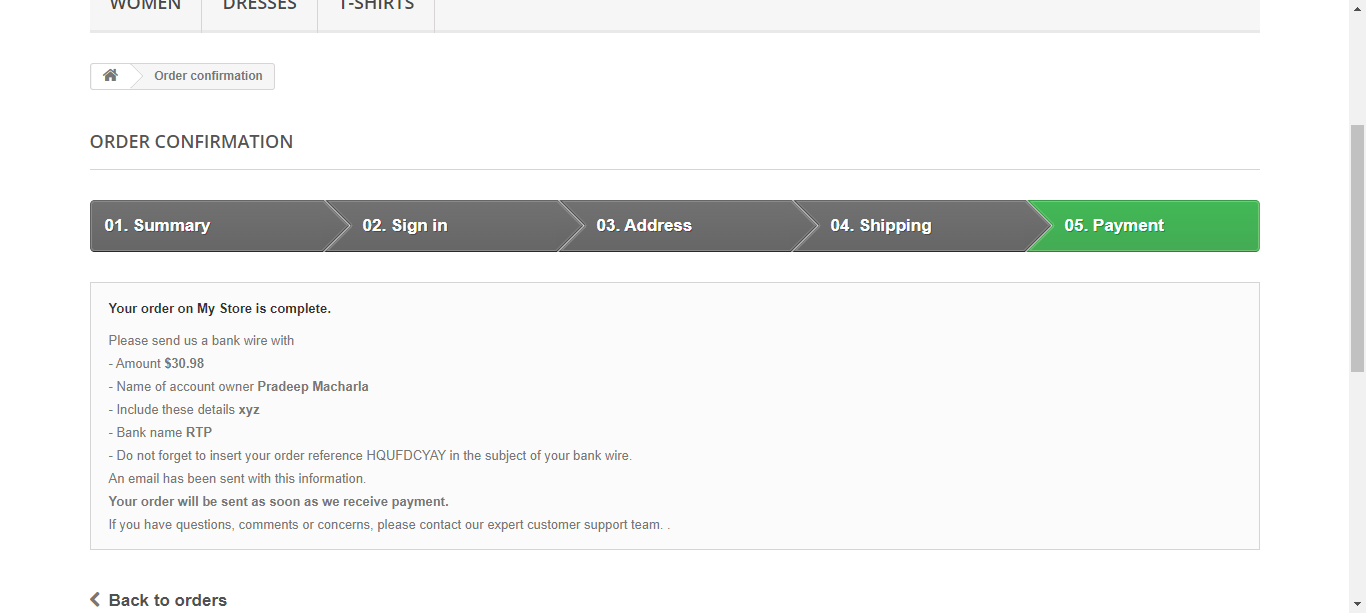 WOMEN
DRESSES
T-SHIRTS
Order confirmation
ORDER CONFIRMATION
01. Summary
02. Sign in
03. Address
04. Shipping
05. Payment
Your order on My Store is complete.
Please send us a bank wire with
- Amount $30.98
- Name of account owner Pradeep Macharla
- Include these details xyz
- Bank name RTP
- Do not forget to insert your order reference HQUFDCYAY in the subject of your bank wire.
An email has been sent with this information.
Your order will be sent as soon as we receive payment.
If you have questions, comments or concerns, please contact our expert customer support team. .
Back to orders